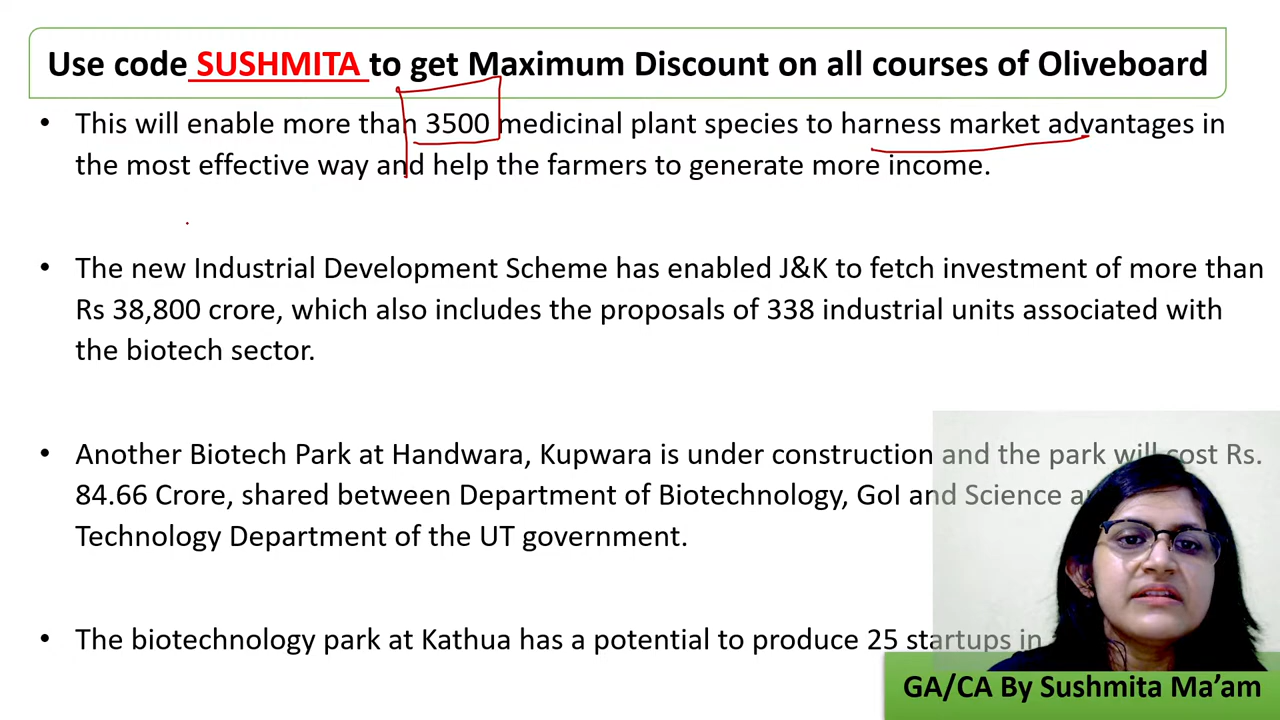 Use code SUSHMITA to get Maximum Discount on all courses of Oliveboard
• This will enable more than 3500 medicinal plant species to harness market advantages in
the most effective way and help the farmers to generate more income.
• The new Industrial Development Scheme has enabled J&K to fetch investment of more than
Rs 38,800 crore, which also includes the proposals of 338 industrial units associated with
the biotech sector.
• Another Biotech Park at Handwara, Kupwara is under construction and the park will cost Rs.
84.66 Crore, shared between Department of Biotechnology, GoI and Science
Technology Department of the UT government.
• The biotechnology park at Kathua has a potential to produce 25 startups in
GA/CA By Sushmita Ma'am